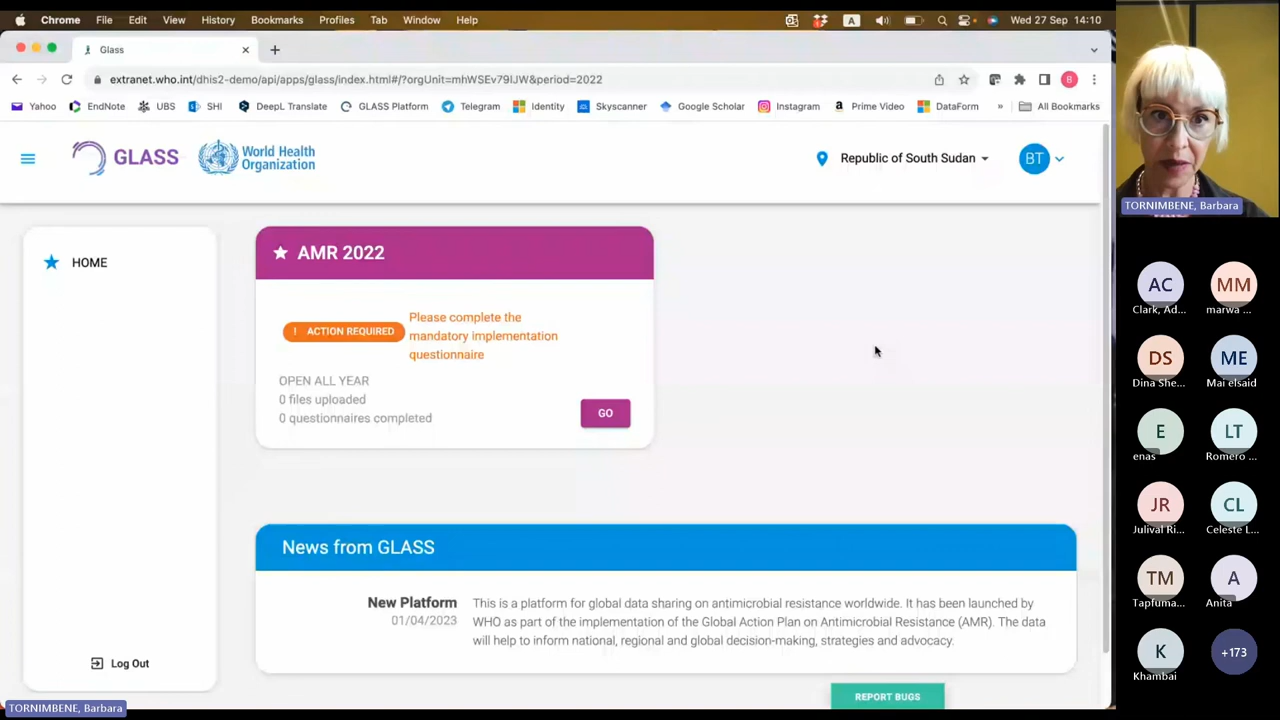 Chrome File Edit View History Bookmarks Profiles Tab Window Help A Wed 27 Sep 14:10
Glass
extranet.who.int/dhis2-demo/api/apps/glass/index.html#/?orgUnit=mhWSEv79lJW&period=2022 B
Yahoo EndNote UBS SHI DeepL Translate GLASS Platform Telegram Identity Skyscanner Google Scholar Instagram Prime Video DataForm » All Bookmarks
GLASS World Health Organization
Republic of South Sudan BT
HOME
AMR 2022
! ACTION REQUIRED
Please complete the
mandatory implementation
questionnaire
OPEN ALL YEAR
0 files uploaded
0 questionnaires completed
GO
News from GLASS
New Platform
01/04/2023
This is a platform for global data sharing on antimicrobial resistance worldwide. It has been launched by
WHO as part of the implementation of the Global Action Plan on Antimicrobial Resistance (AMR). The data
will help to inform national, regional and global decision-making, strategies and advocacy.
Log Out
REPORT BUGS
TORNIMBENE, Barbara
TORNIMBENE, Barbara
AC MM
Clark, Ad... marwa ...
DS ME
Dina She... Mai elsaid
E LT
enas Romero ...
JR CL
Julival Ri... Celeste L...
TM A
Tapfuma... Anita
K +173
Khambai